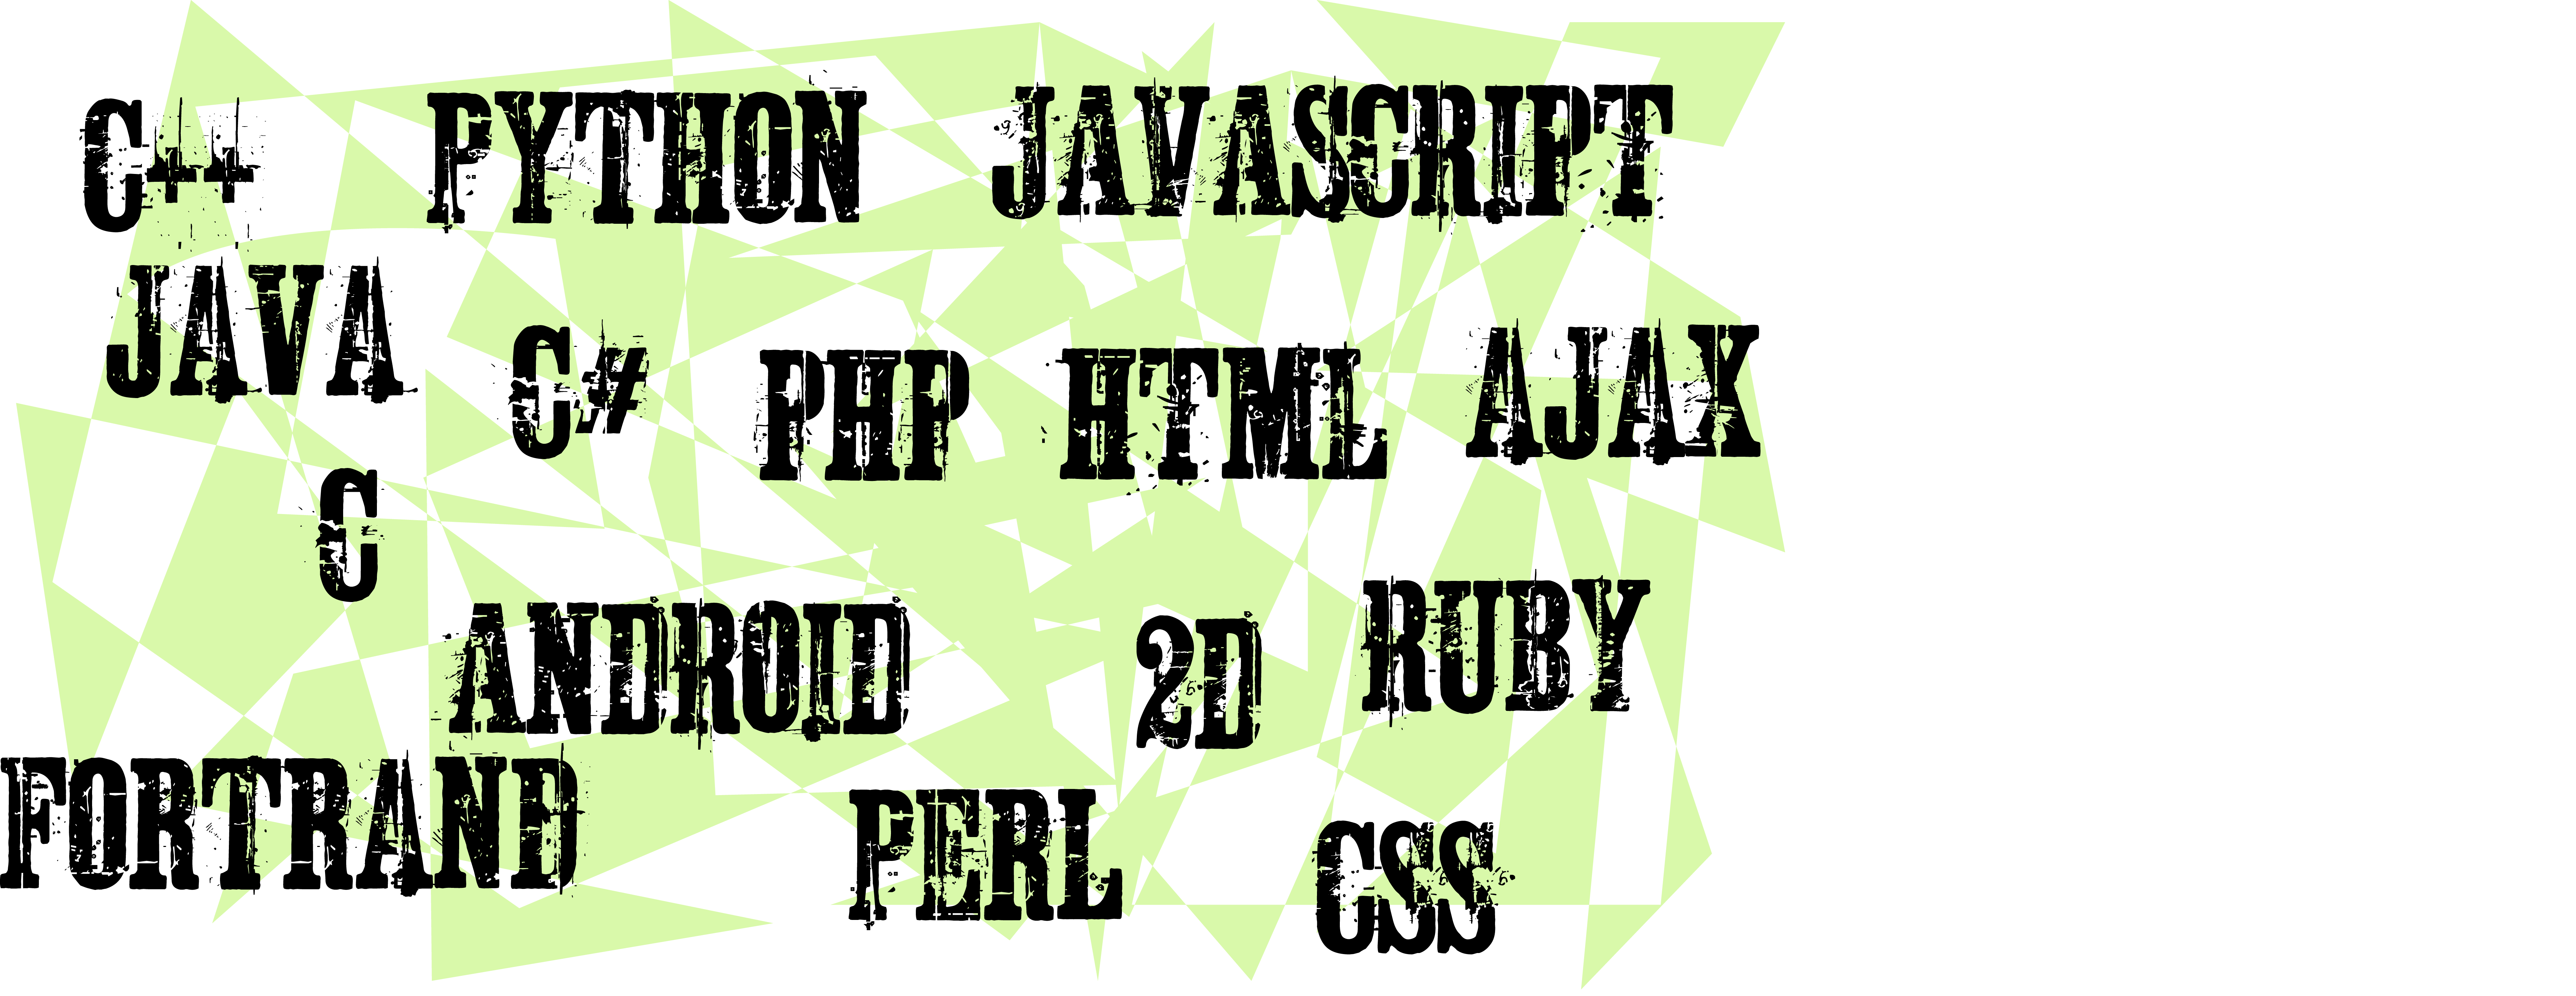 C++ PYTHON JAVASCRIPT
JAVA
C# PHP HTML AJAX
C
ANDROID 2D RUBY
FORTRAND PERL CSS